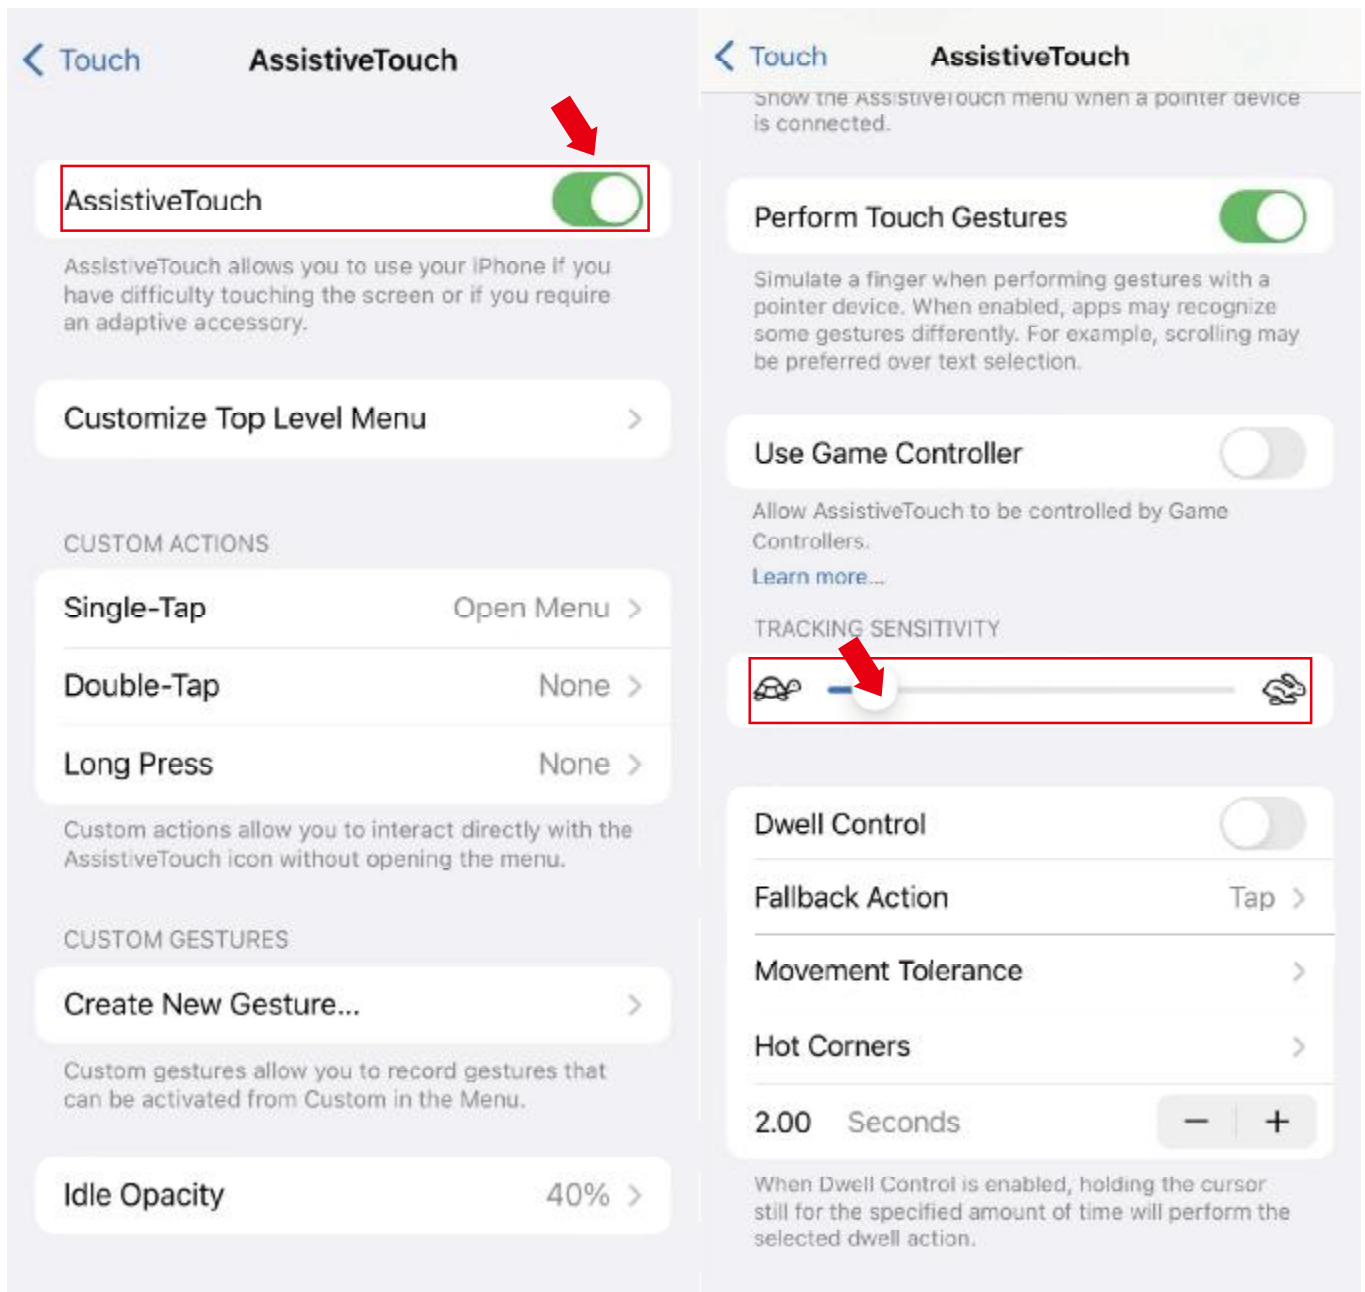 Touch
AssistiveTouch
AssistiveTouch
AssistiveTouch allows you to use your iPhone if you
have difficulty touching the screen or if you require
an adaptive accessory.
Customize Top Level Menu
CUSTOM ACTIONS
Single-Tap Open Menu
Double-Tap None
Long Press None
Custom actions allow you to interact directly with the
AssistiveTouch icon without opening the menu.
CUSTOM GESTURES
Create New Gesture...
Custom gestures allow you to record gestures that
can be activated from Custom in the Menu.
Idle Opacity 40%
Touch
AssistiveTouch
Show the AssistiveTouch menu when a pointer device
is connected.
Perform Touch Gestures
Simulate a finger when performing gestures with a
pointer device. When enabled, apps may recognize
some gestures differently. For example, scrolling may
be preferred over text selection.
Use Game Controller
Allow AssistiveTouch to be controlled by Game
Controllers.
Learn more...
TRACKING SENSITIVITY
Dwell Control
Fallback Action Tap
Movement Tolerance
Hot Corners
2.00 Seconds − +
When Dwell Control is enabled, holding the cursor
still for the specified amount of time will perform the
selected dwell action.